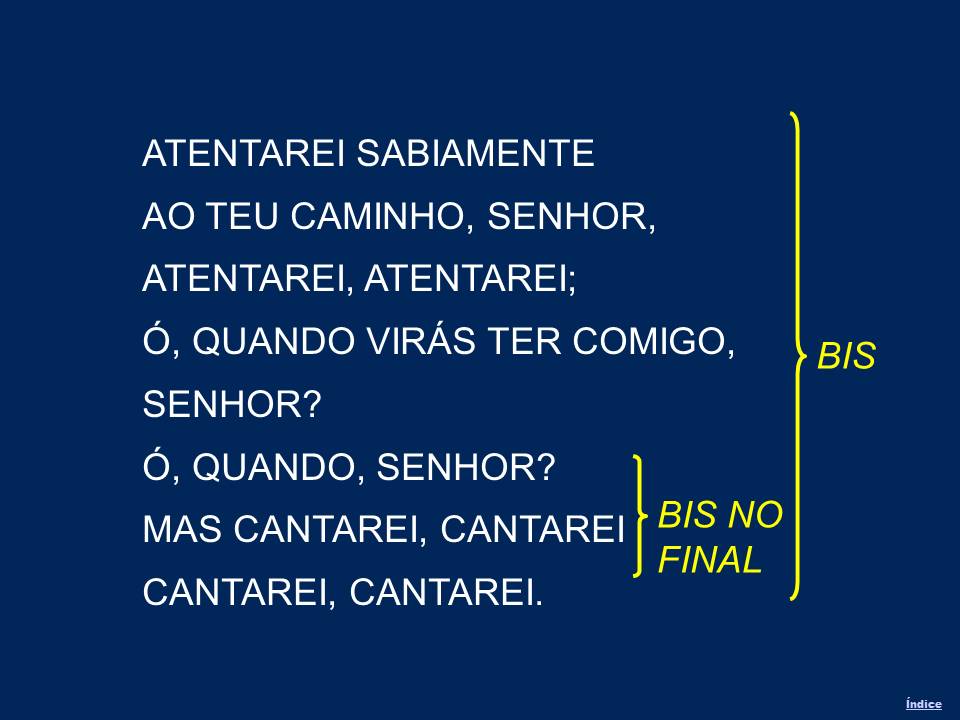 ATENTAREI SABIAMENTE
AO TEU CAMINHO, SENHOR,
ATENTAREI, ATENTAREI;
Ó, QUANDO VIRÁS TER COMIGO,
SENHOR?
Ó, QUANDO, SENHOR?
MAS CANTAREI, CANTAREI
CANTAREI, CANTAREI.
BIS NO
FINAL
BIS
Índice